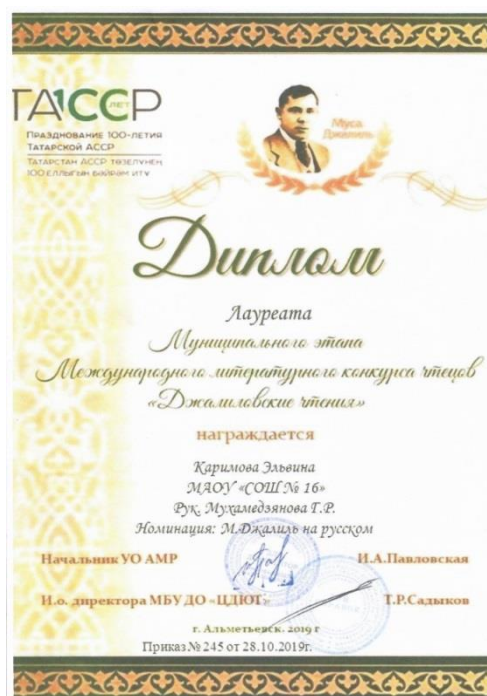 ТА100ССР
ЛЕТ
ПРАЗДНОВАНИЕ 100-ЛЕТИЯ
ТАТАРСКОЙ АССР
ТАТАРСТАН АССР ТӨЗЕЛҮНЕҢ
100 ЕЛЛЫГЫН БӘЙРӘМ ИТҮ
Муса
Джалиль
Диплом
Лауреата
Муниципального этапа
Международного литературного конкурса чтецов
«Джалиловские чтения»
награждается
Каримова Эльвина
МАОУ «СОШ № 16»
Рук. Мухамедзянова Г.Р.
Номинация: М.Джалиль на русском
Начальник УО АМР И.А.Павловская
И.о. директора МБУ ДО «ЦДЮТ» Т.Р.Садыков
г. Альметьевск. 2019 г
Приказ № 245 от 28.10.2019г.